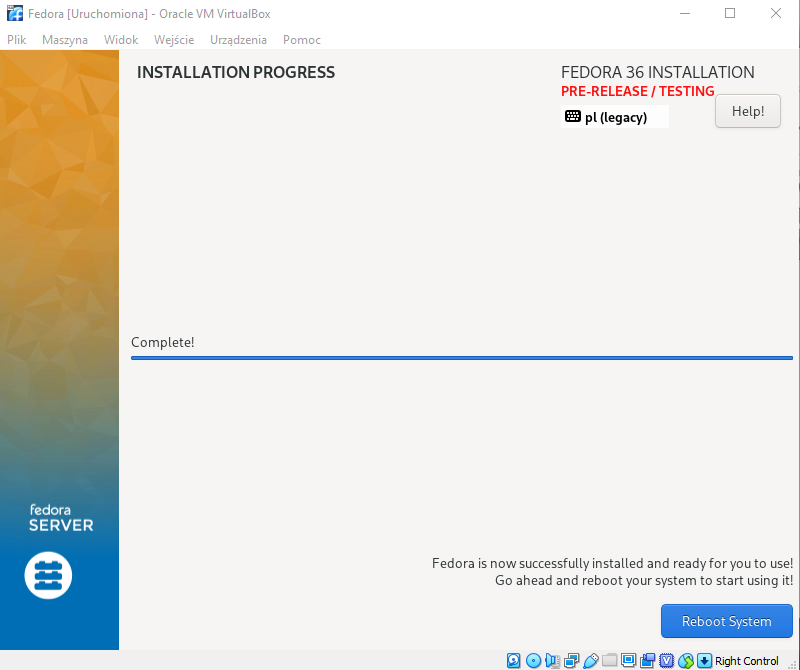 Fedora [Uruchomiona] - Oracle VM VirtualBox
Plik Maszyna Widok Wejście Urządzenia Pomoc
INSTALLATION PROGRESS
FEDORA 36 INSTALLATION
PRE-RELEASE / TESTING
pl (legacy)
Help!
Complete!
fedora
SERVER
Fedora is now successfully installed and ready for you to use!
Go ahead and reboot your system to start using it!
Reboot System
Right Control